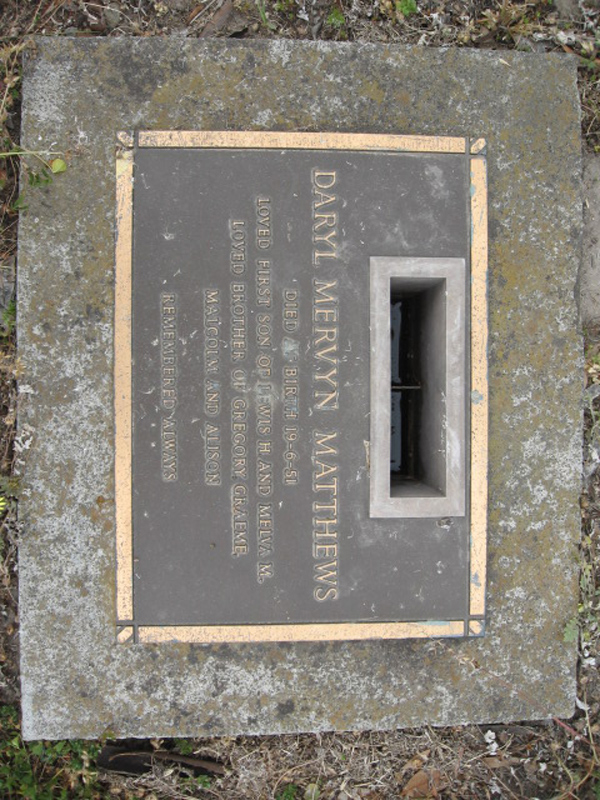 DARYL MERVYN MATTHEWS
DIED AT BIRTH 19-6-51
LOVED FIRST SON OF LEWIS H. AND MELVA M.
LOVED BROTHER OF GREGORY, GRAEME,
MALCOLM AND ALISON
REMEMBERED ALWAYS